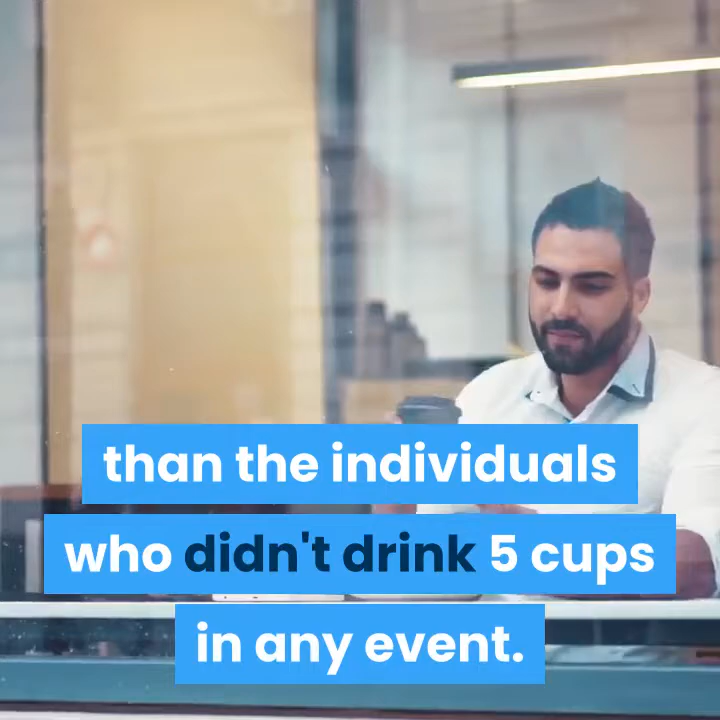 than the individuals
who didn't drink 5 cups
in any event.